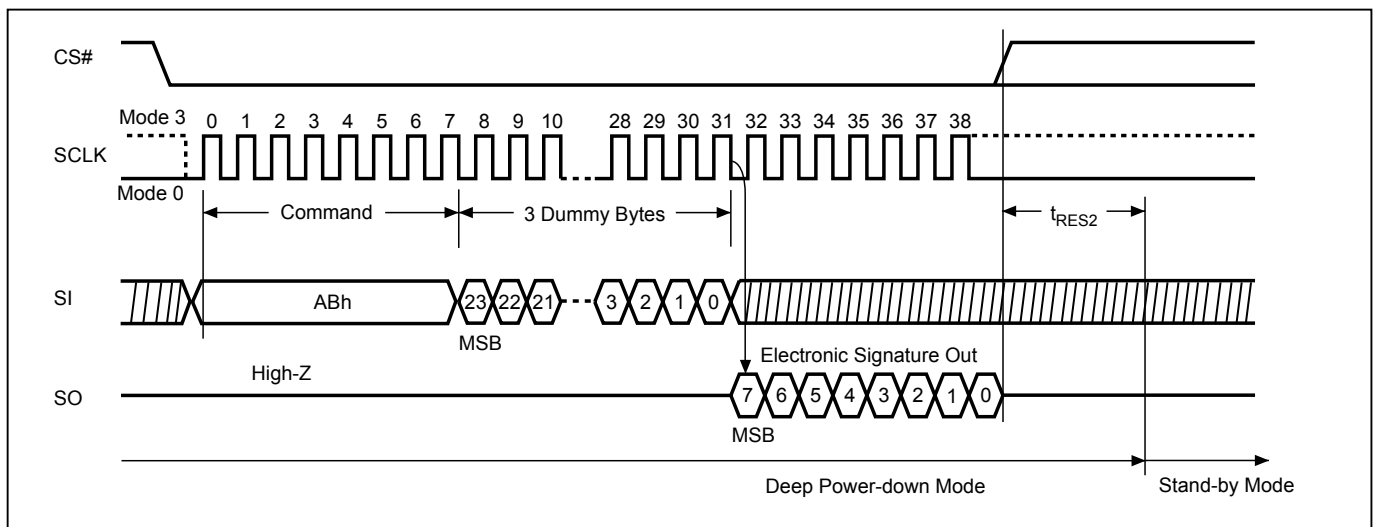 CS#
Mode 3 0 1 2 3 4 5 6 7 8 9 10 28 29 30 31 32 33 34 35 36 37 38
SCLK
Mode 0
Command 3 Dummy Bytes tRES2
SI ABh 23 22 21 3 2 1 0
MSB
Electronic Signature Out
High-Z
SO 7 6 5 4 3 2 1 0
MSB
Deep Power-down Mode Stand-by Mode